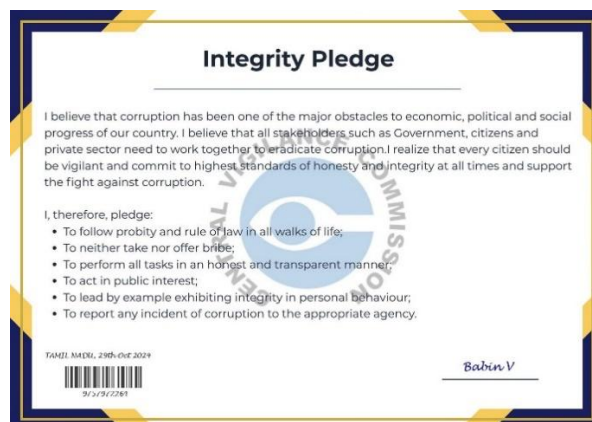 Integrity Pledge
I believe that corruption has been one of the major obstacles to economic, political and social
progress of our country. I believe that all stakeholders such as Government, citizens and
private sector need to work together to eradicate corruption.I realize that every citizen should
be vigilant and commit to highest standards of honesty and integrity at all times and support
the fight against corruption.
I, therefore, pledge:
• To follow probity and rule of law in all walks of life;
• To neither take nor offer bribe;
• To perform all tasks in an honest and transparent manner;
• To act in public interest;
• To lead by example exhibiting integrity in personal behaviour;
• To report any incident of corruption to the appropriate agency.
CENTRAL VIGILANCE COMMISSION
TAMIL NADU, 29th Oct 2024
Babin V